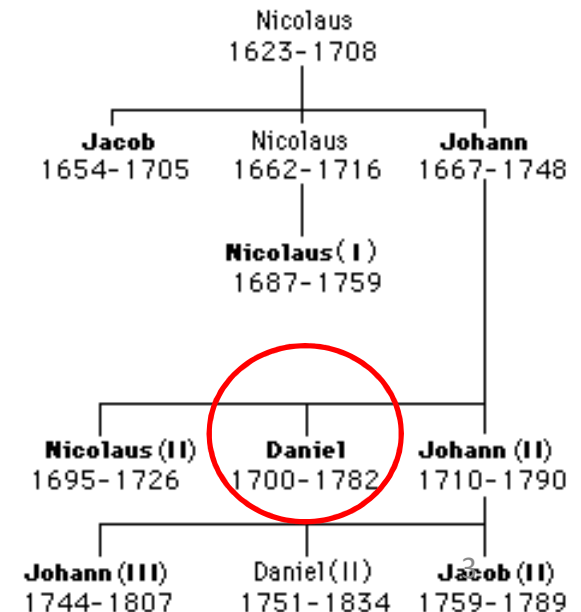 Nicolaus
1623-1708
Jacob Nicolaus Johann
1654-1705 1662-1716 1667-1748
Nicolaus(I)
1687-1759
Nicolaus (II) Daniel Johann (II)
1695-1726 1700-1782 1710-1790
Johann (III) Daniel(II) Jacob (II)
1744-1807 1751-1834 1759-1789
3